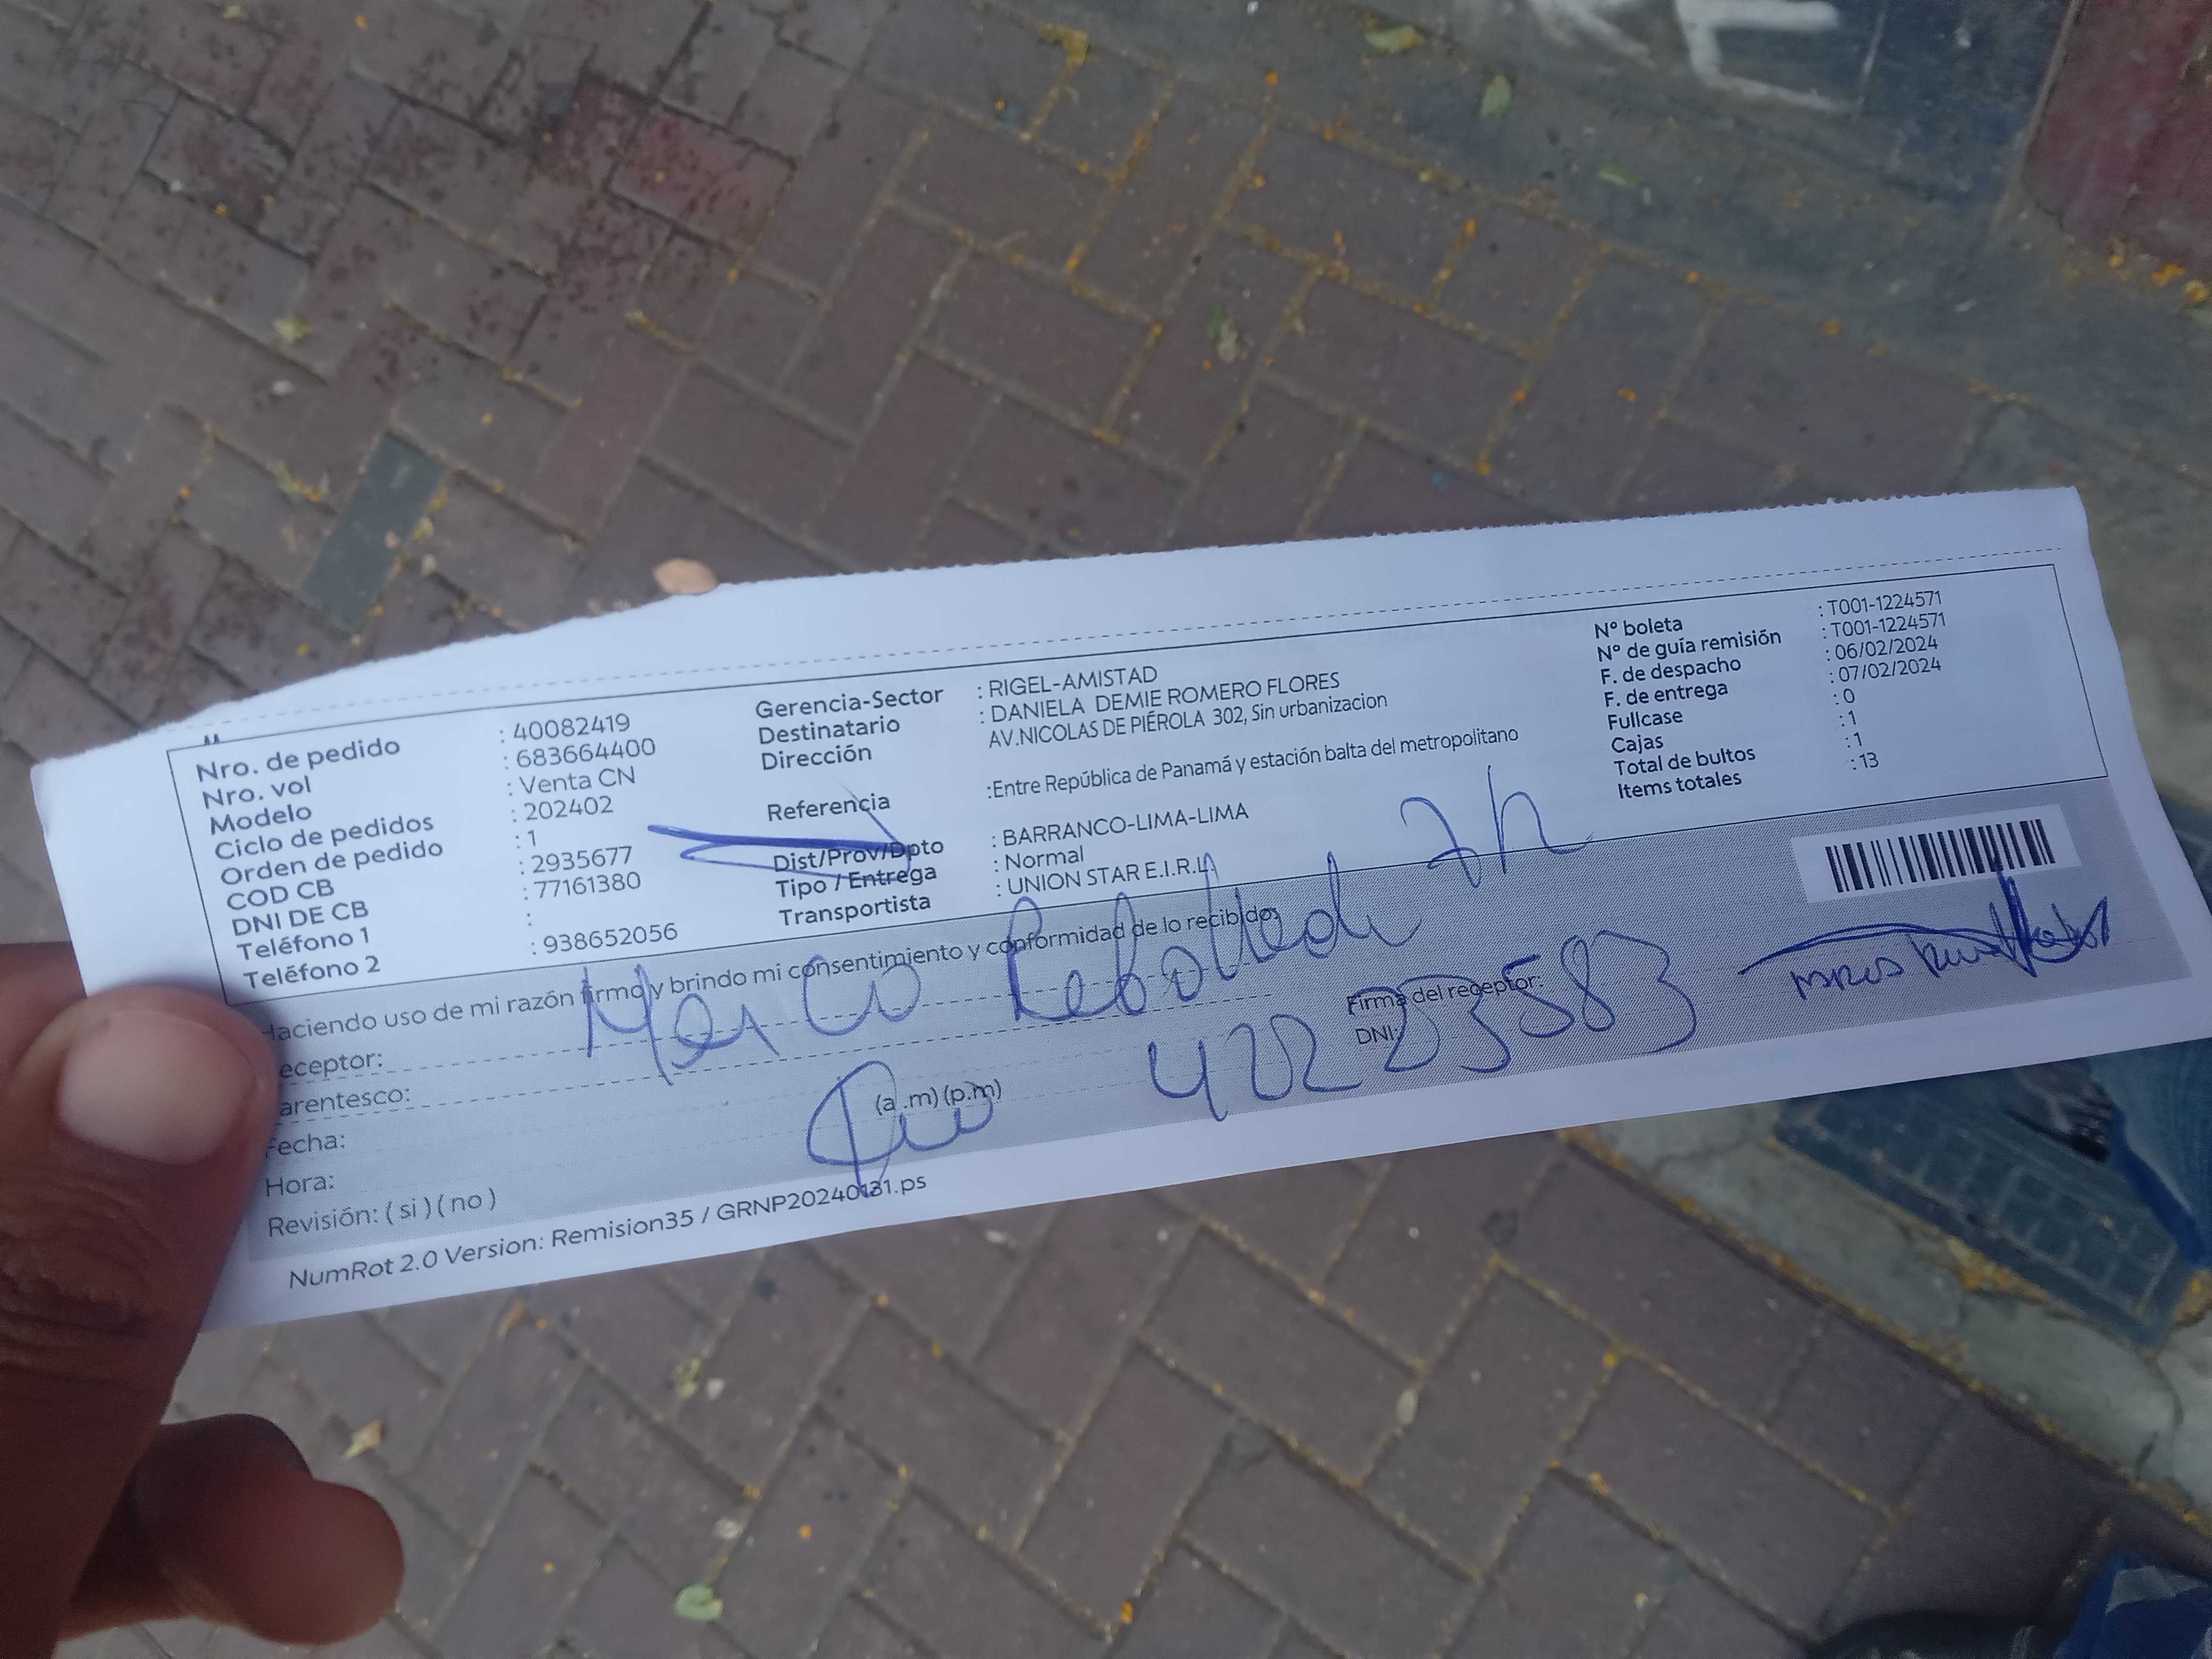 Nro. de pedido : 40082419
Nro. vol : 683664400
Modelo : Venta CN
Ciclo de pedidos : 202402
Orden de pedido : 1
COD CB : 2935677
DNI DE CB : 77161380
Teléfono 1 :
Teléfono 2 : 938652056
Gerencia-Sector : RIGEL-AMISTAD
Destinatario : DANIELA DEMIE ROMERO FLORES
Dirección AV.NICOLAS DE PIÉROLA 302, Sin urbanizacion
Referencia :Entre República de Panamá y estación balta del metropolitano
Dist/Prov/Dpto : BARRANCO-LIMA-LIMA
Tipo / Entrega : Normal
Transportista : UNION STAR E.I.R.L.
N° boleta : T001-1224571
N° de guía remisión : T001-1224571
F. de despacho : 06/02/2024
F. de entrega : 07/02/2024
Fullcase : 0
Cajas : 1
Total de bultos : 1
Items totales : 13
Haciendo uso de mi razón firmo y brindo mi consentimiento y conformidad de lo recibido:
eceptor:
arentesco:
Fecha:
Hora: (a .m) (p.m)
Revisión: ( si ) ( no )
Firma del receptor:
DNI: 42223583
NumRot 2.0 Version: Remision35 / GRNP20240131.ps